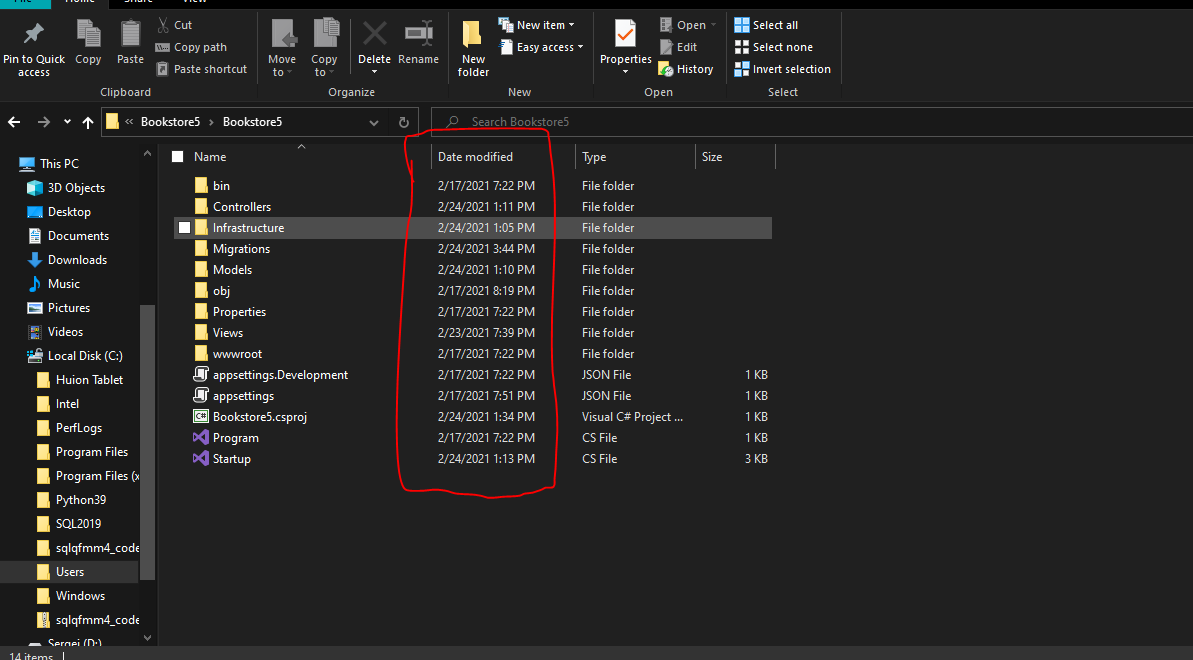 File Home Share View
Pin to Quick access
Copy
Paste
Cut
Copy path
Paste shortcut
Clipboard
Move to
Copy to
Delete
Rename
Organize
New folder
New item
Easy access
New
Properties
Open
Edit
History
Open
Select all
Select none
Invert selection
Select
« Bookstore5 › Bookstore5
Search Bookstore5
This PC
3D Objects
Desktop
Documents
Downloads
Music
Pictures
Videos
Local Disk (C:)
Huion Tablet
Intel
PerfLogs
Program Files
Program Files (x
Python39
SQL2019
sqlqfmm4_code
Users
Windows
sqlqfmm4_code
Sergei (D:)
Name Date modified Type Size
bin 2/17/2021 7:22 PM File folder
Controllers 2/24/2021 1:11 PM File folder
Infrastructure 2/24/2021 1:05 PM File folder
Migrations 2/24/2021 3:44 PM File folder
Models 2/24/2021 1:10 PM File folder
obj 2/17/2021 8:19 PM File folder
Properties 2/17/2021 7:22 PM File folder
Views 2/23/2021 7:39 PM File folder
wwwroot 2/17/2021 7:22 PM File folder
appsettings.Development 2/17/2021 7:22 PM JSON File 1 KB
appsettings 2/17/2021 7:51 PM JSON File 1 KB
C# Bookstore5.csproj 2/24/2021 1:34 PM Visual C# Project ... 1 KB
Program 2/17/2021 7:22 PM CS File 1 KB
Startup 2/24/2021 1:13 PM CS File 3 KB
14 items